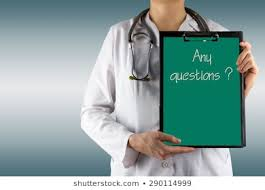 Any
questions ?
shutterstock.com • 290114999